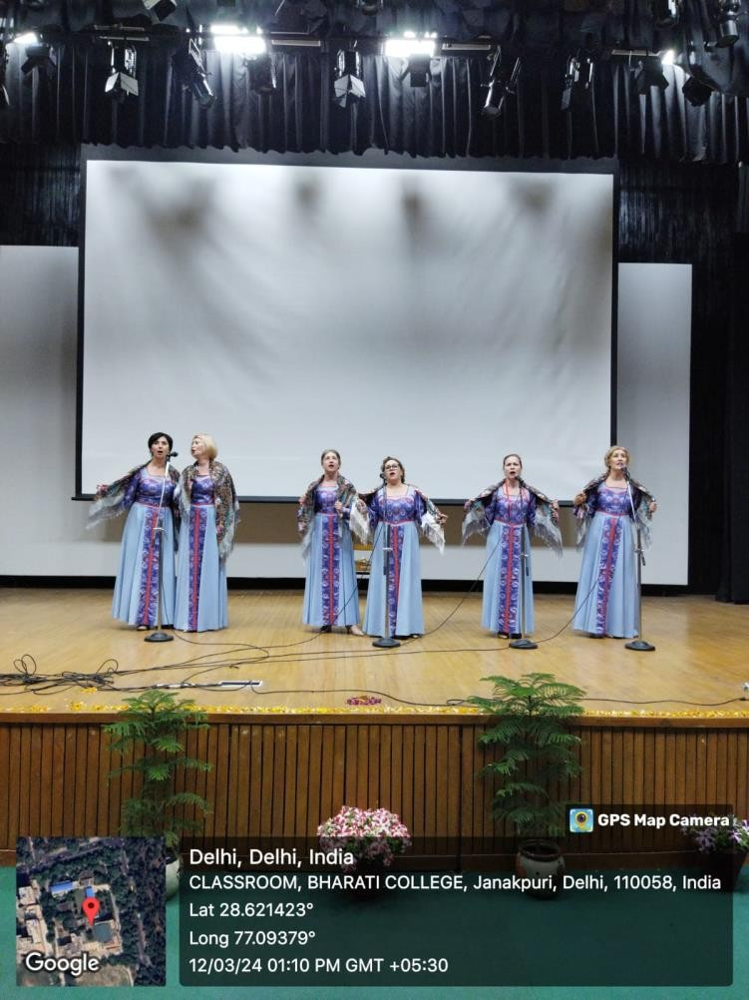 GPS Map Camera
Delhi, Delhi, India
CLASSROOM, BHARATI COLLEGE, Janakpuri, Delhi, 110058, India
Lat 28.621423°
Long 77.09379°
12/03/24 01:10 PM GMT +05:30
Google